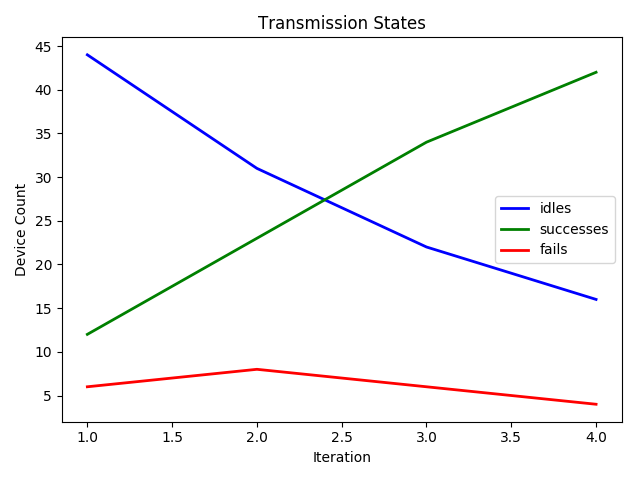 Transmission States
45
40
35
30
25
20
15
10
5
Device Count
idles
successes
fails
1.0 1.5 2.0 2.5 3.0 3.5 4.0
Iteration